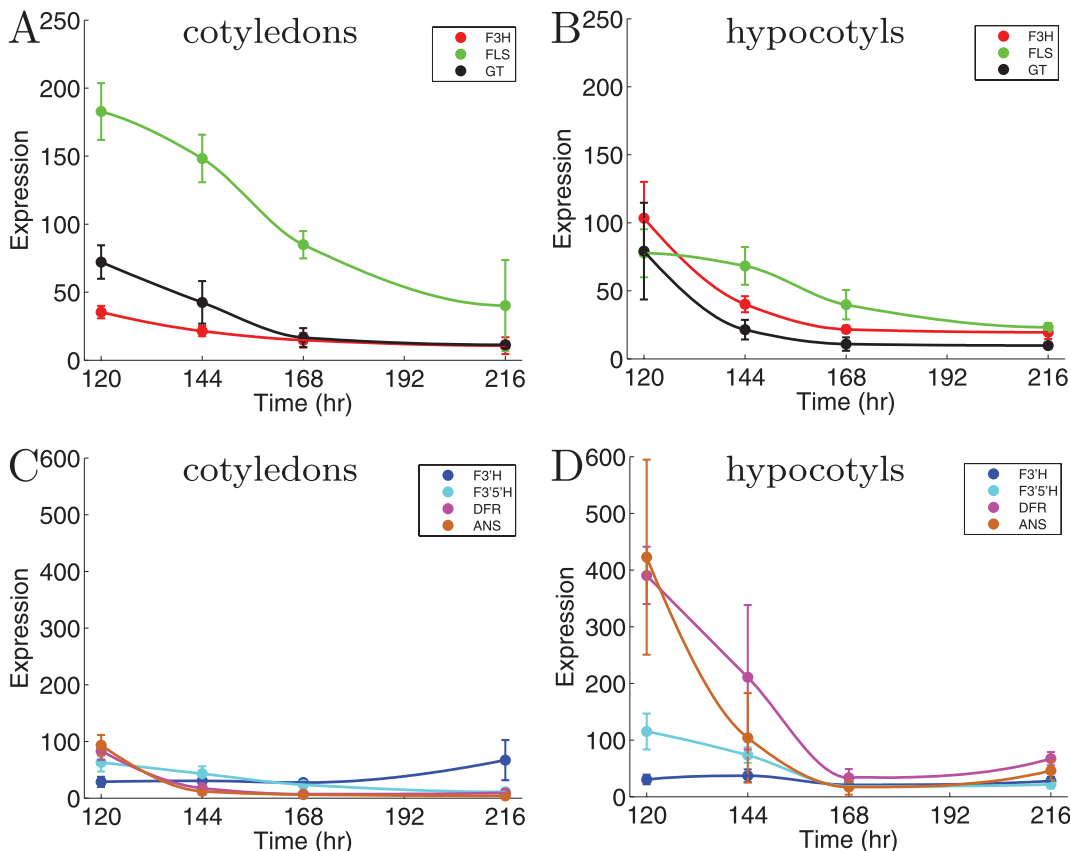 A
cotyledons
F3H
FLS
GT
250
200
150
100
50
0
Expression
120 144 168 192 216
Time (hr)
B
hypocotyls
F3H
FLS
GT
250
200
150
100
50
0
Expression
120 144 168 192 216
Time (hr)
C
cotyledons
F3'H
F3'5'H
DFR
ANS
600
500
400
300
200
100
0
Expression
120 144 168 192 216
Time (hr)
D
hypocotyls
F3'H
F3'5'H
DFR
ANS
600
500
400
300
200
100
0
Expression
120 144 168 192 216
Time (hr)